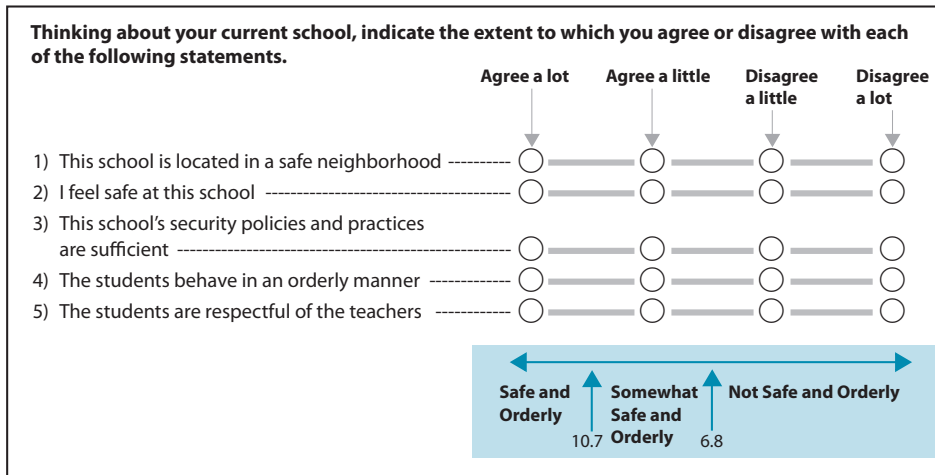 Thinking about your current school, indicate the extent to which you agree or disagree with each
of the following statements.
Agree a lot Agree a little Disagree a little Disagree a lot
1) This school is located in a safe neighborhood ----------
2) I feel safe at this school
3) This school’s security policies and practices
are sufficient
4) The students behave in an orderly manner
5) The students are respectful of the teachers
Safe and Orderly
Somewhat Safe and Orderly
Not Safe and Orderly
10.7 6.8